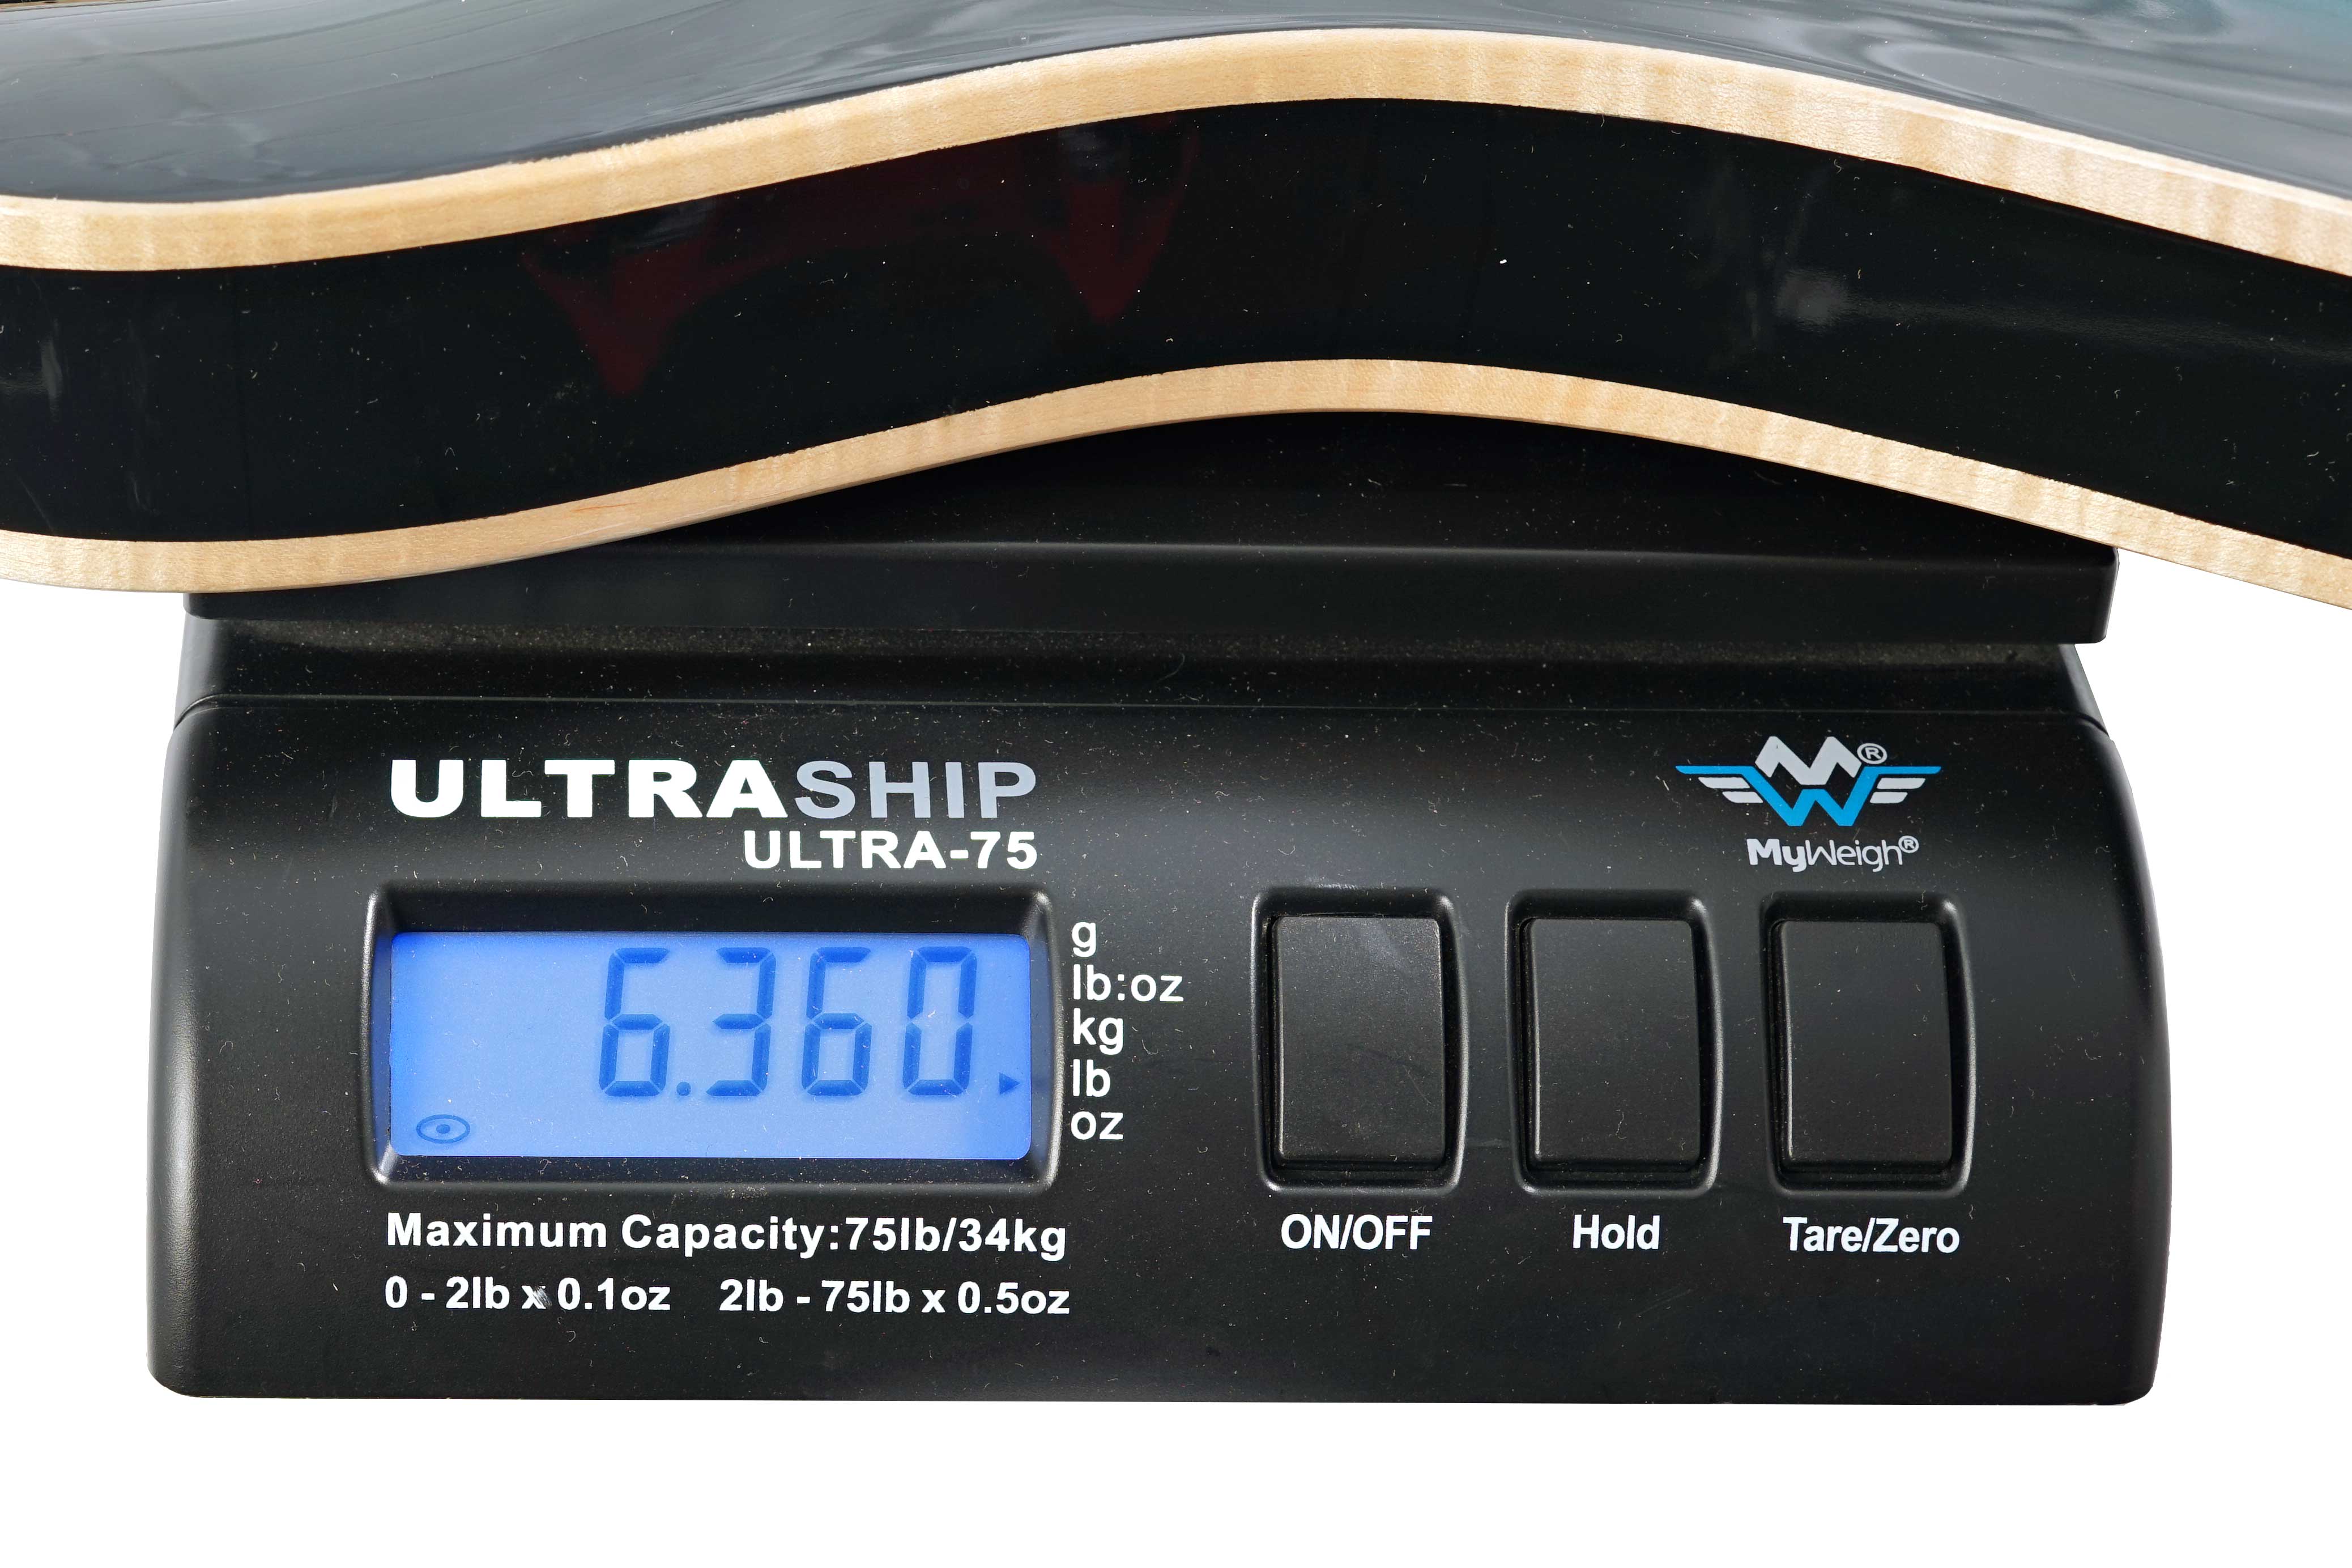 ULTRASHIP
ULTRA-75
MW®
MyWeigh®
6.360
g
lb:oz
kg
lb
oz
Maximum Capacity:75lb/34kg
0 - 2lb x 0.1oz 2lb - 75lb x 0.5oz
ON/OFF
Hold
Tare/Zero